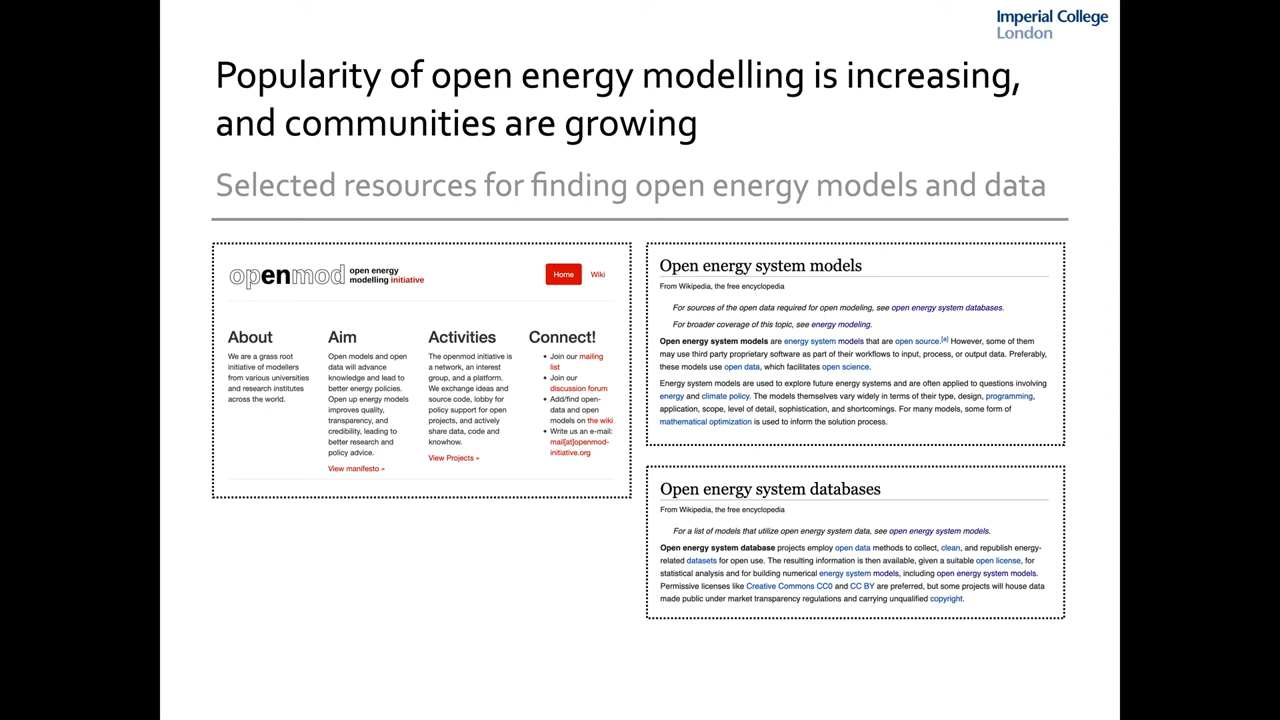 Imperial College
London
Popularity of open energy modelling is increasing,
and communities are growing
Selected resources for finding open energy models and data
openmod
open energy
modelling initiative
Home
Wiki
About
We are a grass root
initiative of modellers
from various universities
and research institutes
across the world.
Aim
Open models and open
data will advance
knowledge and lead to
better energy policies.
Open up energy models
improves quality,
transparency, and
credibility, leading to
better research and
policy advice.
View manifesto »
Activities
The openmod initiative is
a network, an interest
group, and a platform.
We exchange ideas and
source code, lobby for
policy support for open
projects, and actively
share data, code and
knowhow.
View Projects »
Connect!
• Join our mailing
list
• Join our
discussion forum
• Add/find open-
data and open
models on the wiki
• Write us an e-mail:
mail[at]openmod-
initiative.org
Open energy system models
From Wikipedia, the free encyclopedia
For sources of the open data required for open modeling, see open energy system databases.
For broader coverage of this topic, see energy modeling.
Open energy system models are energy system models that are open source.[a] However, some of them
may use third party proprietary software as part of their workflows to input, process, or output data. Preferably,
these models use open data, which facilitates open science.
Energy system models are used to explore future energy systems and are often applied to questions involving
energy and climate policy. The models themselves vary widely in terms of their type, design, programming,
application, scope, level of detail, sophistication, and shortcomings. For many models, some form of
mathematical optimization is used to inform the solution process.
Open energy system databases
From Wikipedia, the free encyclopedia
For a list of models that utilize open energy system data, see open energy system models.
Open energy system database projects employ open data methods to collect, clean, and republish energy-
related datasets for open use. The resulting information is then available, given a suitable open license, for
statistical analysis and for building numerical energy system models, including open energy system models.
Permissive licenses like Creative Commons CC0 and CC BY are preferred, but some projects will house data
made public under market transparency regulations and carrying unqualified copyright.